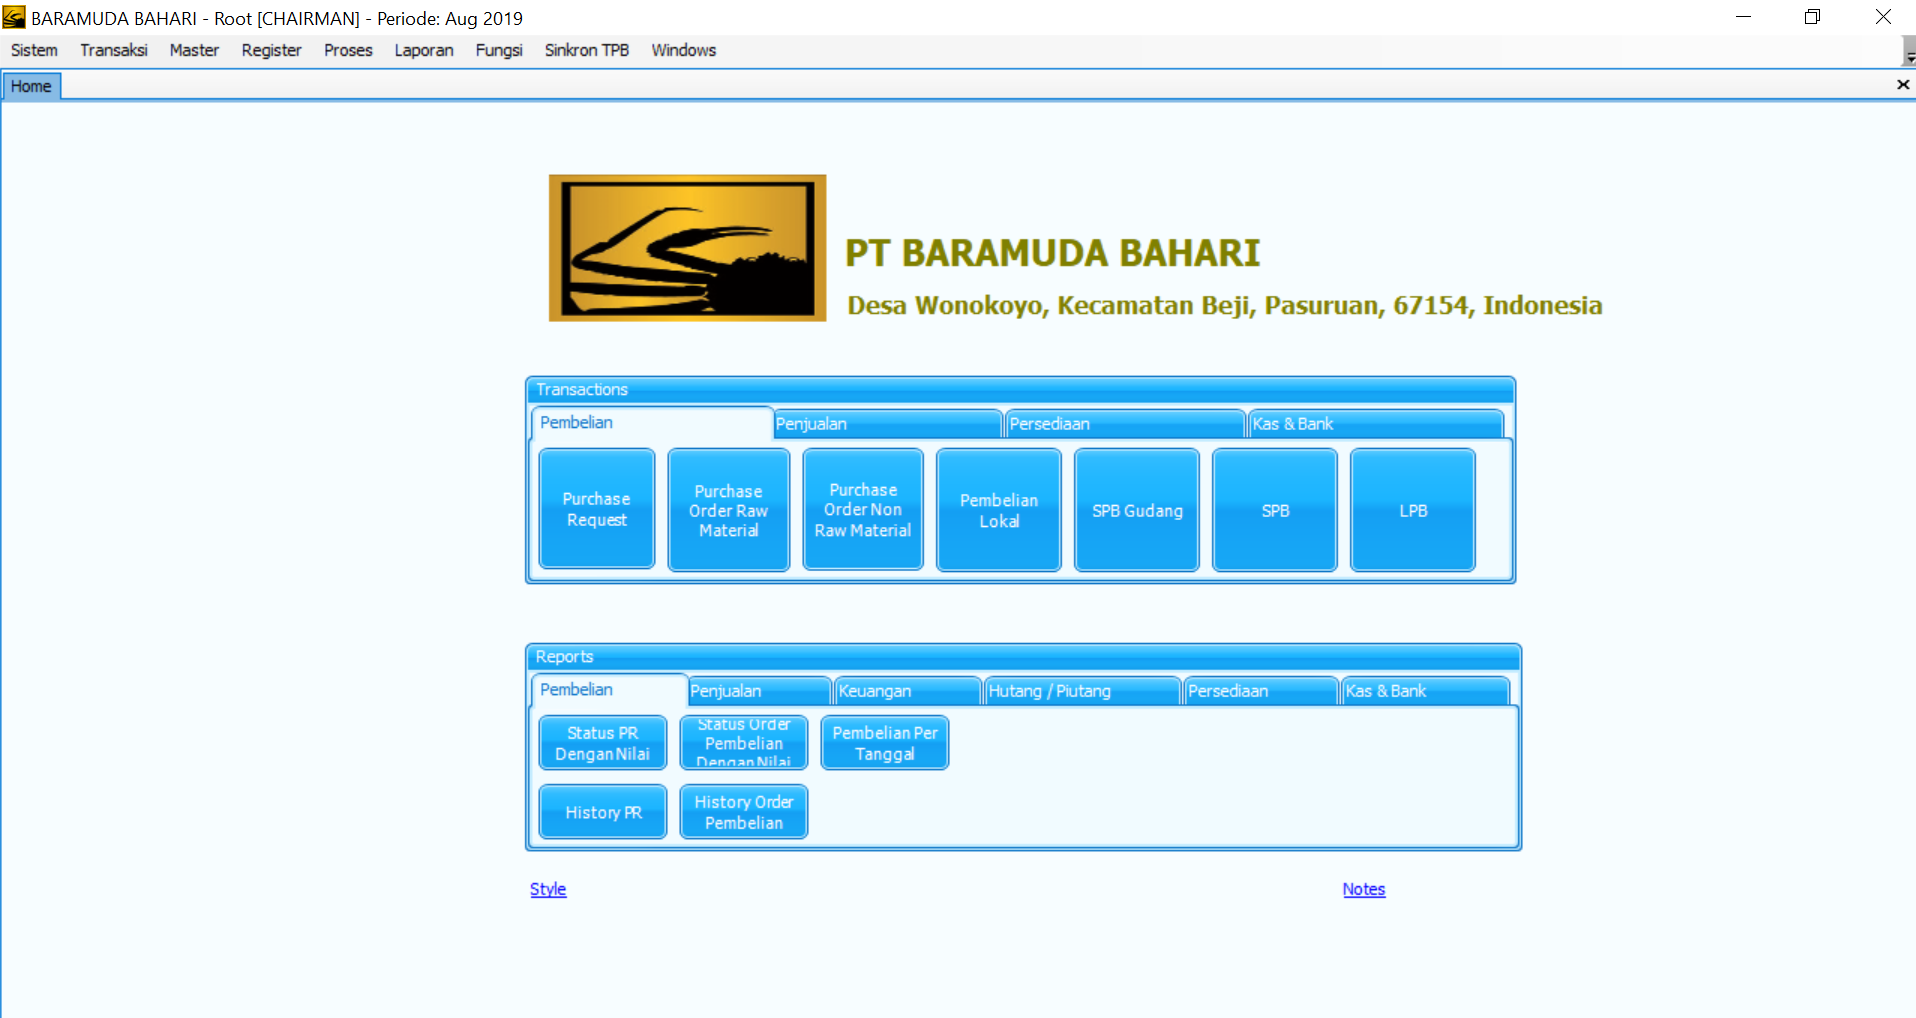 BARAMUDA BAHARI - Root [CHAIRMAN] - Periode: Aug 2019
Sistem Transaksi Master Register Proses Laporan Fungsi Sinkron TPB Windows
Home
PT BARAMUDA BAHARI
Desa Wonokoyo, Kecamatan Beji, Pasuruan, 67154, Indonesia
Transactions
Pembelian Penjualan Persediaan Kas & Bank
Purchase
Request
Purchase
Order Raw
Material
Purchase
Order Non
Raw Material
Pembelian
Lokal
SPB Gudang
SPB
LPB
Reports
Pembelian Penjualan Keuangan Hutang / Piutang Persediaan Kas & Bank
Status PR
Dengan Nilai
Status Order
Pembelian
Dengan Nilai
Pembelian Per
Tanggal
History PR
History Order
Pembelian
Style
Notes